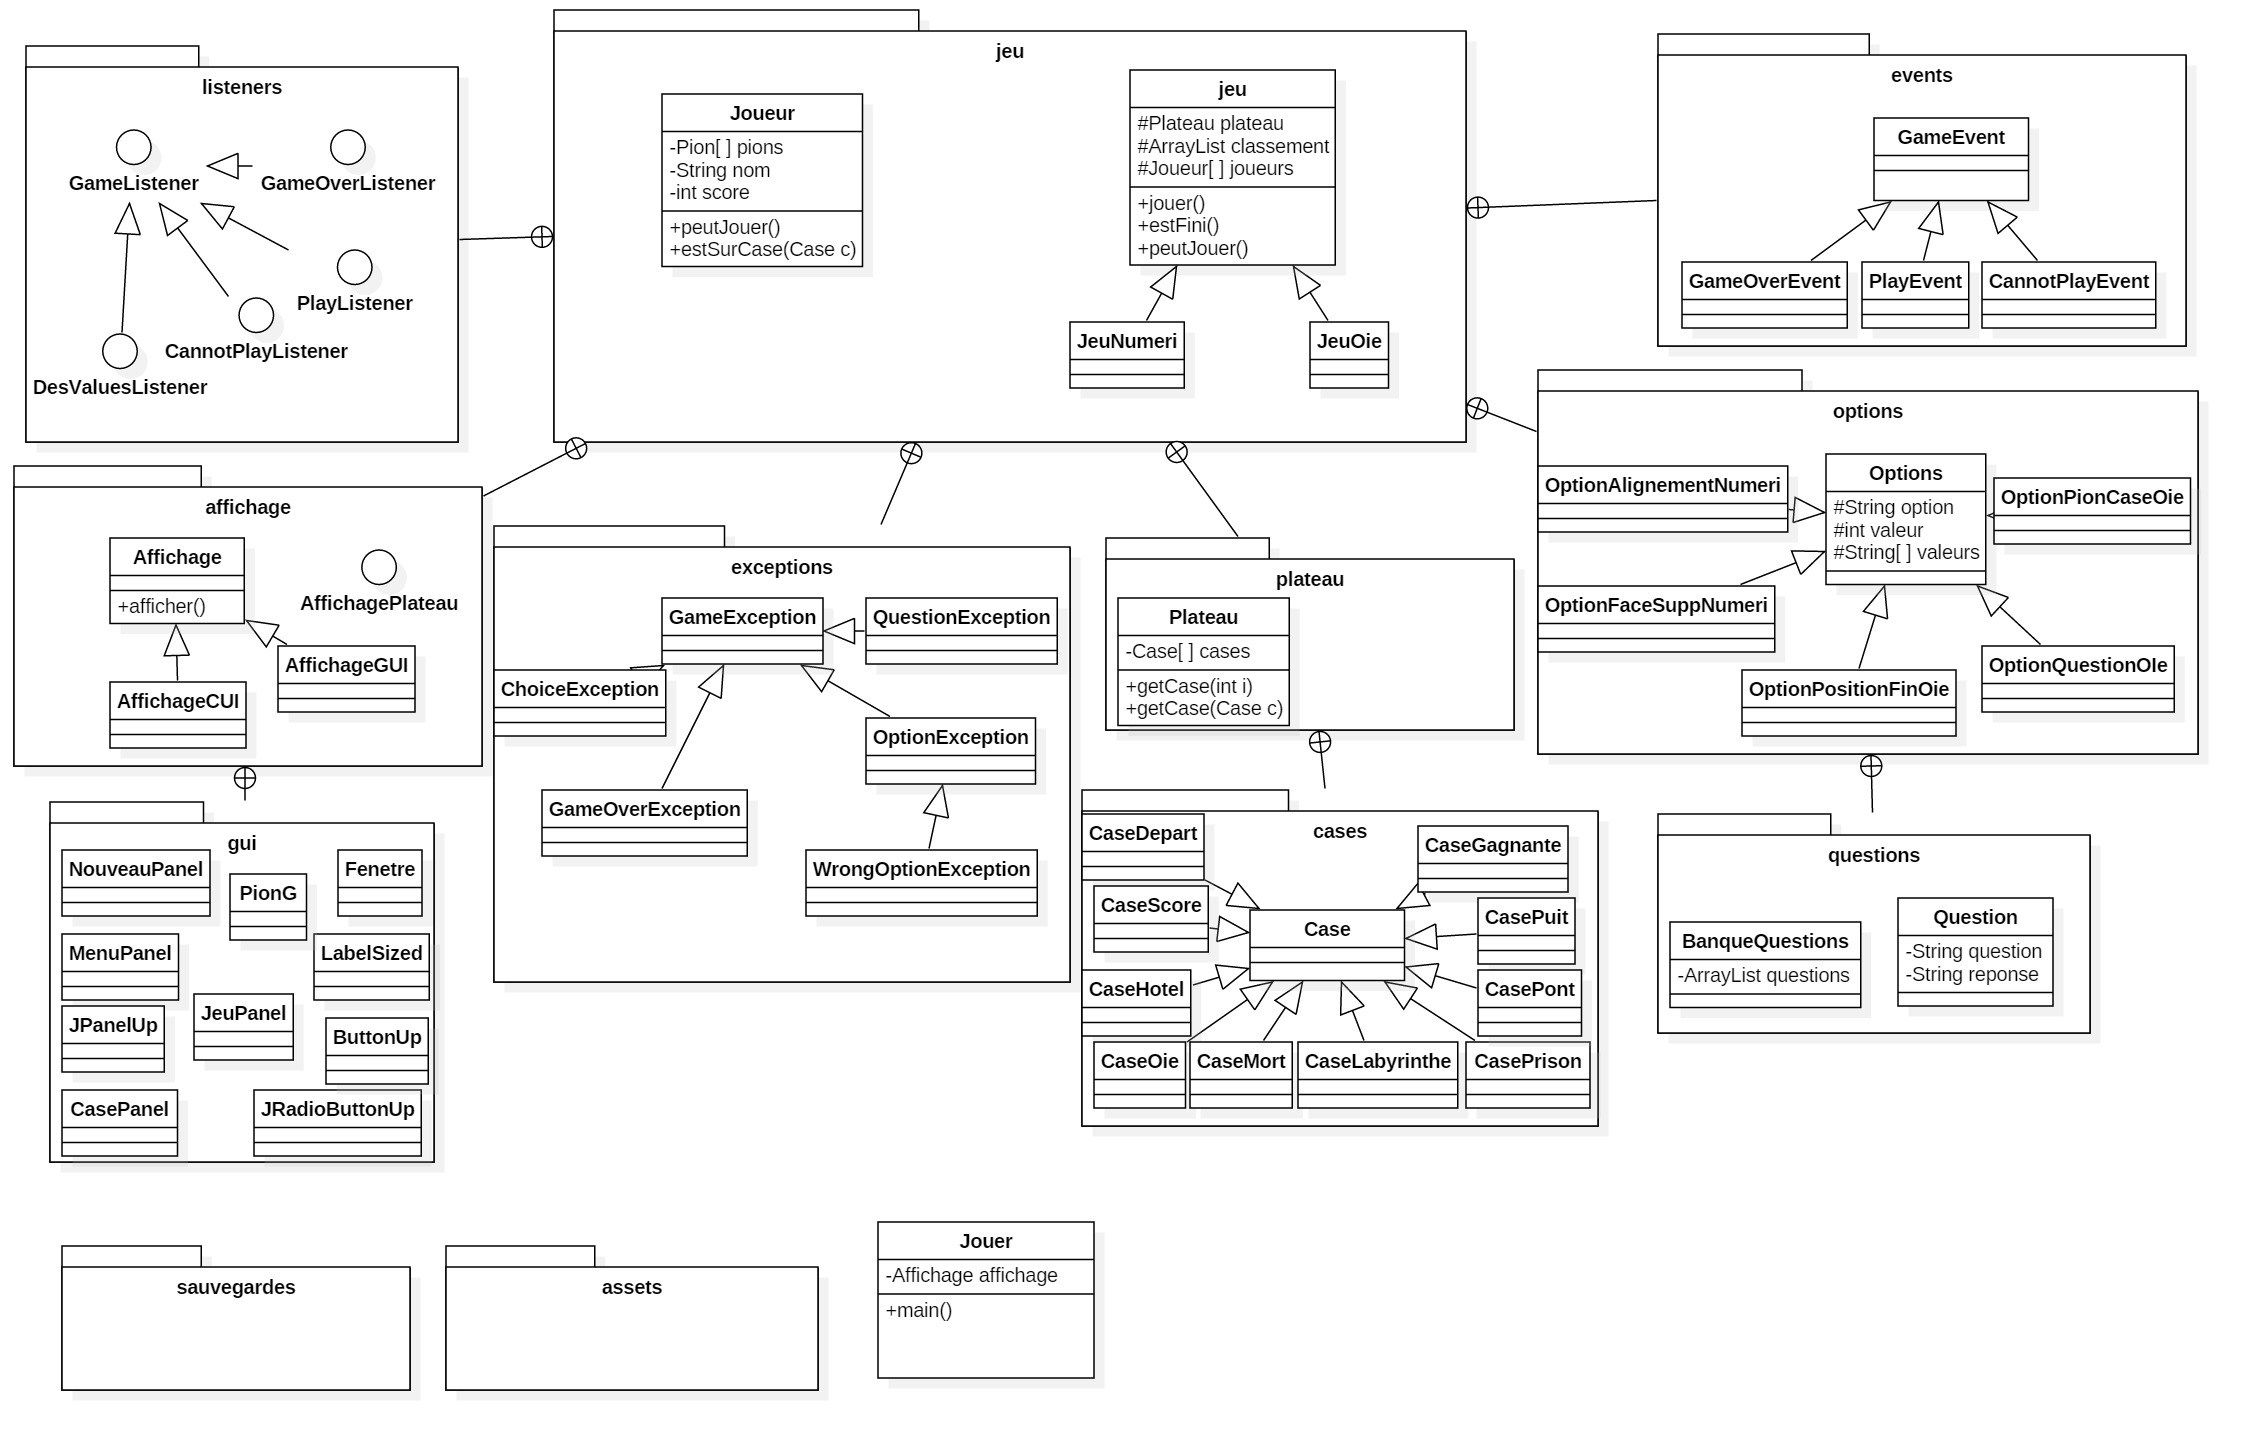 listeners
GameListener
GameOverListener
PlayListener
CannotPlayListener
DesValuesListener
jeu
Joueur
-Pion[ ] pions
-String nom
-int score
+peutJouer()
+estSurCase(Case c)
jeu
#Plateau plateau
#ArrayList classement
#Joueur[ ] joueurs
+jouer()
+estFini()
+peutJouer()
JeuNumeri
JeuOie
events
GameEvent
GameOverEvent
PlayEvent
CannotPlayEvent
affichage
Affichage
+afficher()
AffichagePlateau
AffichageGUI
AffichageCUI
exceptions
GameException
QuestionException
ChoiceException
OptionException
GameOverException
WrongOptionException
plateau
Plateau
-Case[ ] cases
+getCase(int i)
+getCase(Case c)
options
OptionAlignementNumeri
Options
#String option
#int valeur
#String[ ] valeurs
OptionPionCaseOie
OptionFaceSuppNumeri
OptionPositionFinOie
OptionQuestionOIe
gui
NouveauPanel
PionG
Fenetre
MenuPanel
LabelSized
JPanelUp
JeuPanel
ButtonUp
CasePanel
JRadioButtonUp
cases
CaseDepart
CaseGagnante
CaseScore
Case
CasePuit
CaseHotel
CasePont
CaseOie
CaseMort
CaseLabyrinthe
CasePrison
questions
BanqueQuestions
-ArrayList questions
Question
-String question
-String reponse
sauvegardes
assets
Jouer
-Affichage affichage
+main()